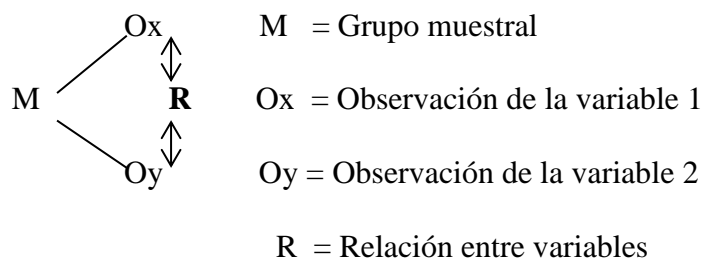 Ox M = Grupo muestral
M R Ox = Observación de la variable 1
Oy Oy = Observación de la variable 2
R = Relación entre variables